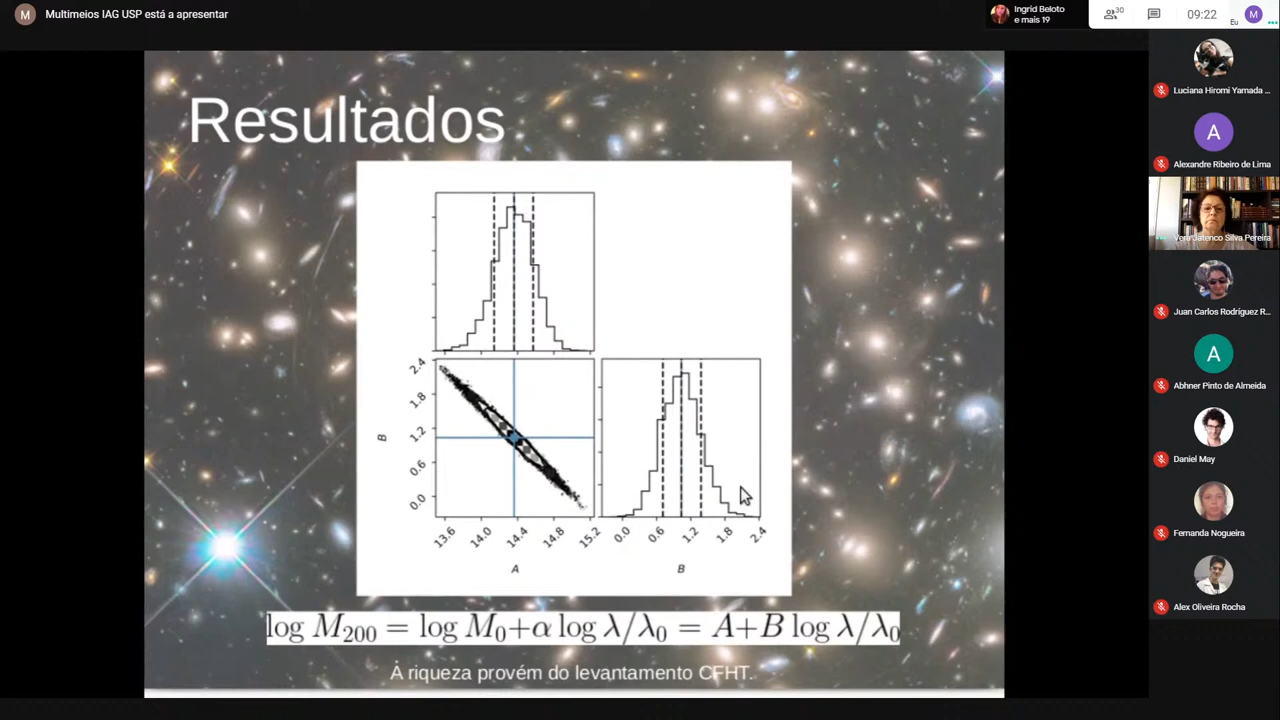 M Multimeios IAG USP está a apresentar
Ingrid Beloto
e mais 19
30
09:22
Eu
M
Resultados
2.4
1.8
1.2
0.6
0.0
B
13.6 14.0 14.4 14.8 15.2
A
0.0 0.6 1.2 1.8 2.4
B
log M₂₀₀ = log M₀+α log λ/λ₀ = A+B log λ/λ₀
A riqueza provém do levantamento CFHT.
Luciana Hiromi Yamada ...
A
Alexandre Ribeiro de Lima
Vera Jatenco Silva Pereira
Juan Carlos Rodríguez R...
A
Abhner Pinto de Almeida
Daniel May
Fernanda Nogueira
Alex Oliveira Rocha